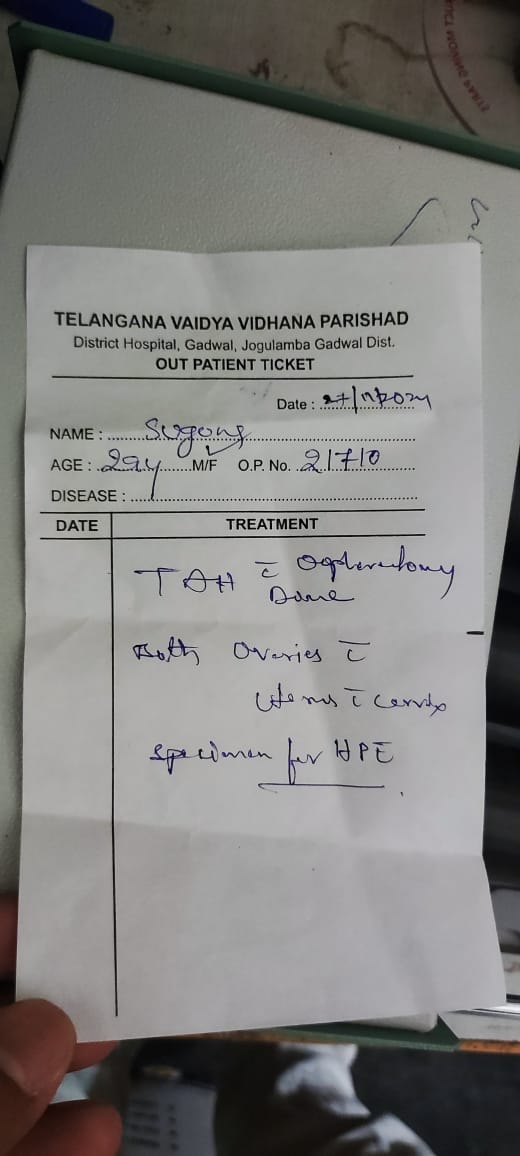 TELANGANA VAIDYA VIDHANA PARISHAD
District Hospital, Gadwal, Jogulamba Gadwal Dist.
OUT PATIENT TICKET
Date :
NAME :
AGE : 29y M/F O.P. No. 21710
DISEASE :
DATE TREATMENT
TAH c̄ Oophorectomy
Done
Both Ovaries c̄
Uterus c̄ cervix
Specimen for HPE